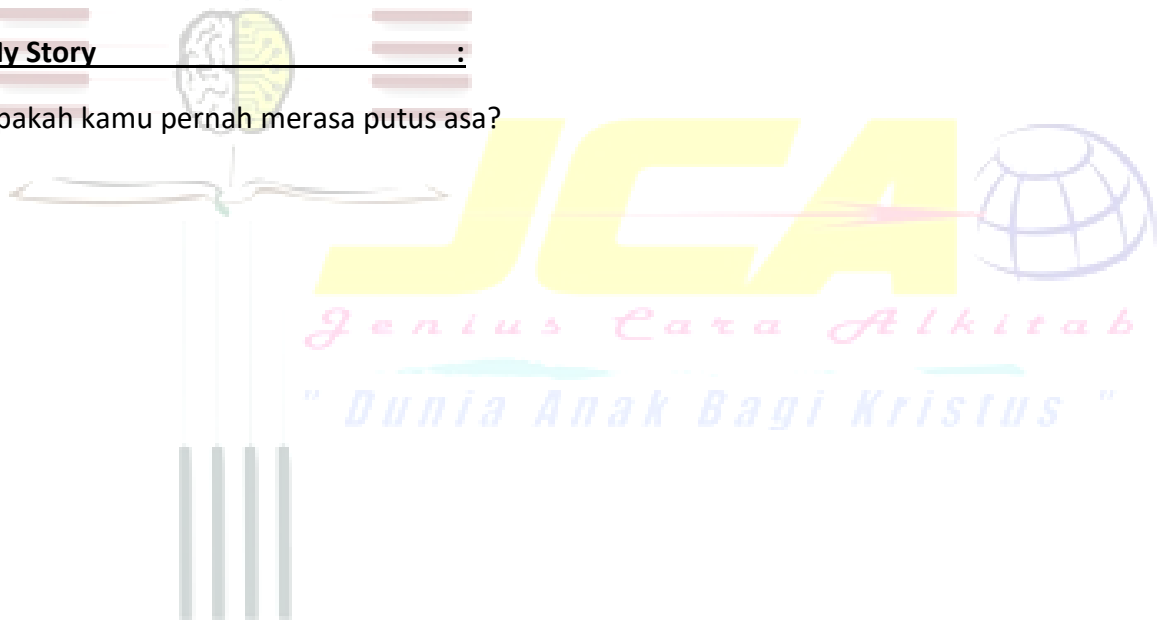 ly Story :
pakah kamu pernah merasa putus asa?
JCA
Jenius Cara Alkitab
" Dunia Anak Bagi Kristus "